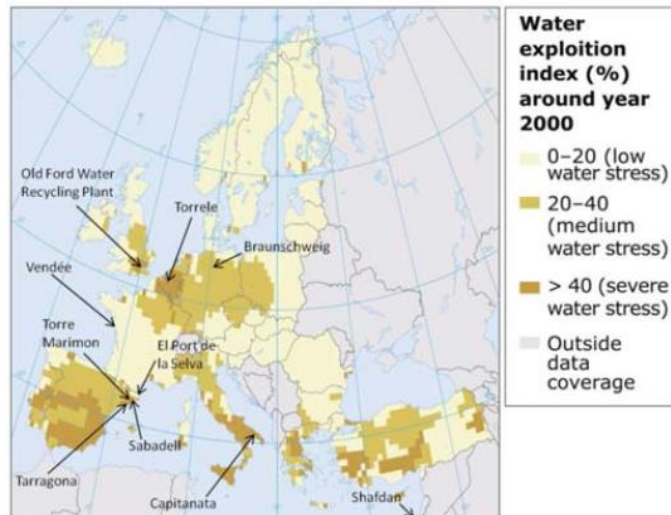 Water
exploition
index (%)
around year
2000
0–20 (low
water stress)
20–40
(medium
water stress)
> 40 (severe
water stress)
Outside
data
coverage
Old Ford Water
Recycling Plant
Torrele
Braunschweig
Vendée
Torre
Marimon
El Port de
la Selva
Sabadell
Tarragona
Capitanata
Shafdan